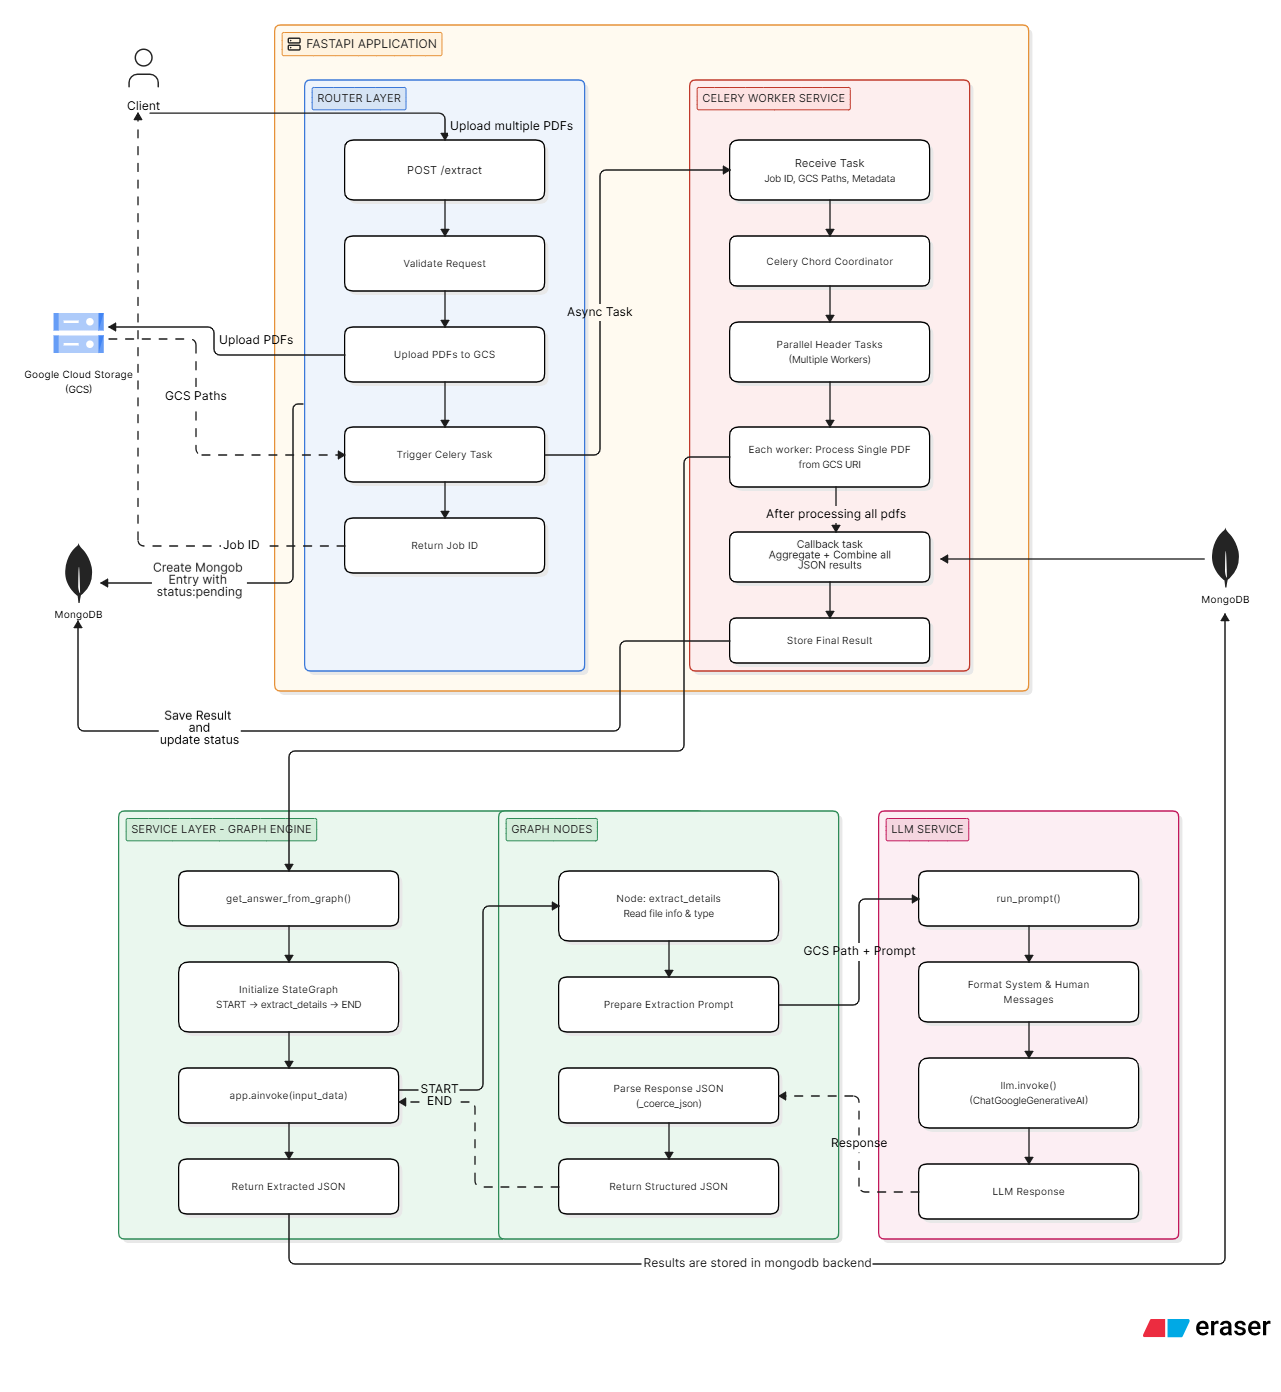 FASTAPI APPLICATION
Client
ROUTER LAYER
Upload multiple PDFs
POST /extract
Validate Request
Upload PDFs to GCS
Upload PDFs
Google Cloud Storage
(GCS)
GCS Paths
Trigger Celery Task
Async Task
Return Job ID
Job ID
Create Mongob
Entry with
status:pending
MongoDB
CELERY WORKER SERVICE
Receive Task
Job ID, GCS Paths, Metadata
Celery Chord Coordinator
Parallel Header Tasks
(Multiple Workers)
Each worker: Process Single PDF
from GCS URI
After processing all pdfs
Callback task
Aggregate + Combine all
JSON results
Store Final Result
MongoDB
Save Result
and
update status
SERVICE LAYER - GRAPH ENGINE
get_answer_from_graph()
Initialize StateGraph
START → extract_details → END
app.ainvoke(input_data)
Return Extracted JSON
START
END
GRAPH NODES
Node: extract_details
Read file info & type
Prepare Extraction Prompt
Parse Response JSON
(_coerce_json)
Return Structured JSON
GCS Path + Prompt
Response
LLM SERVICE
run_prompt()
Format System & Human
Messages
llm.invoke()
(ChatGoogleGenerativeAI)
LLM Response
Results are stored in mongodb backend
eraser